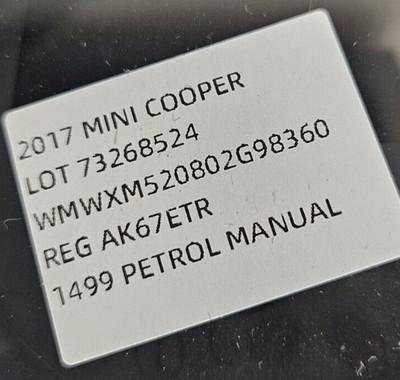 2017 MINI COOPER
LOT 73268524
WMWXM520802G98360
REG AK67ETR
1499 PETROL MANUAL